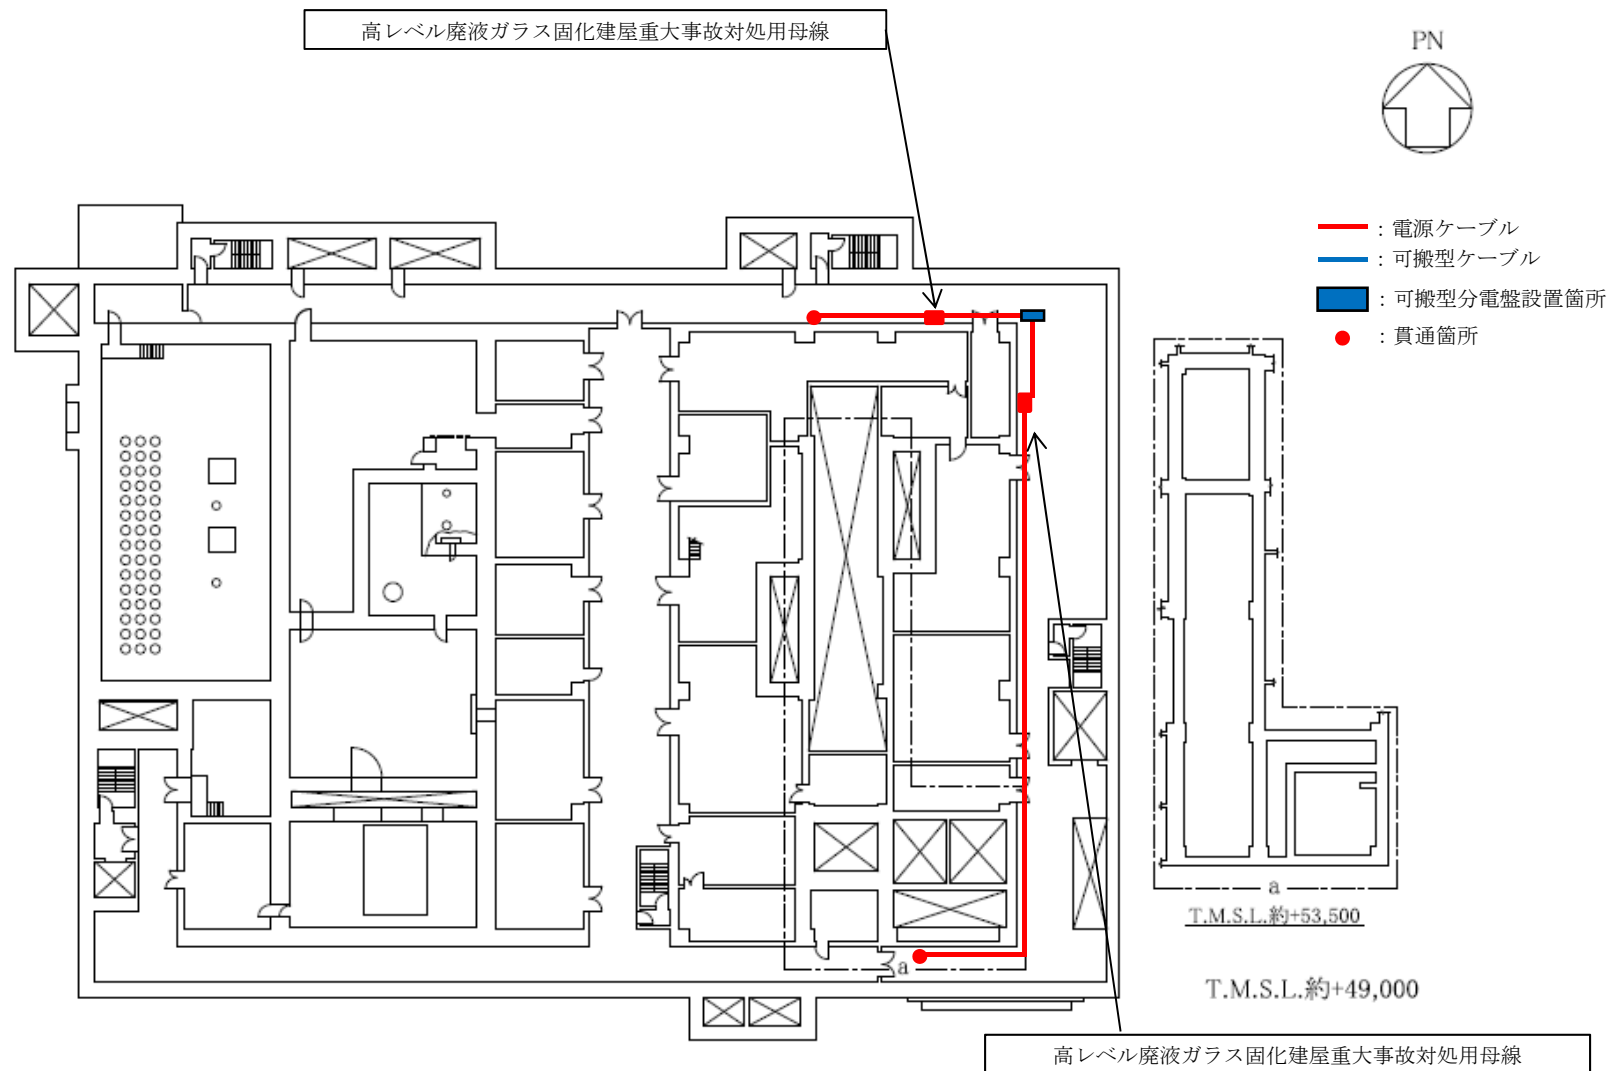 高レベル廃液ガラス固化建屋重大事故対処用母線
PN
：電源ケーブル
：可搬型ケーブル
：可搬型分電盤設置箇所
：貫通箇所
a
T.M.S.L.約+53,500
a
T.M.S.L.約+49,000
高レベル廃液ガラス固化建屋重大事故対処用母線